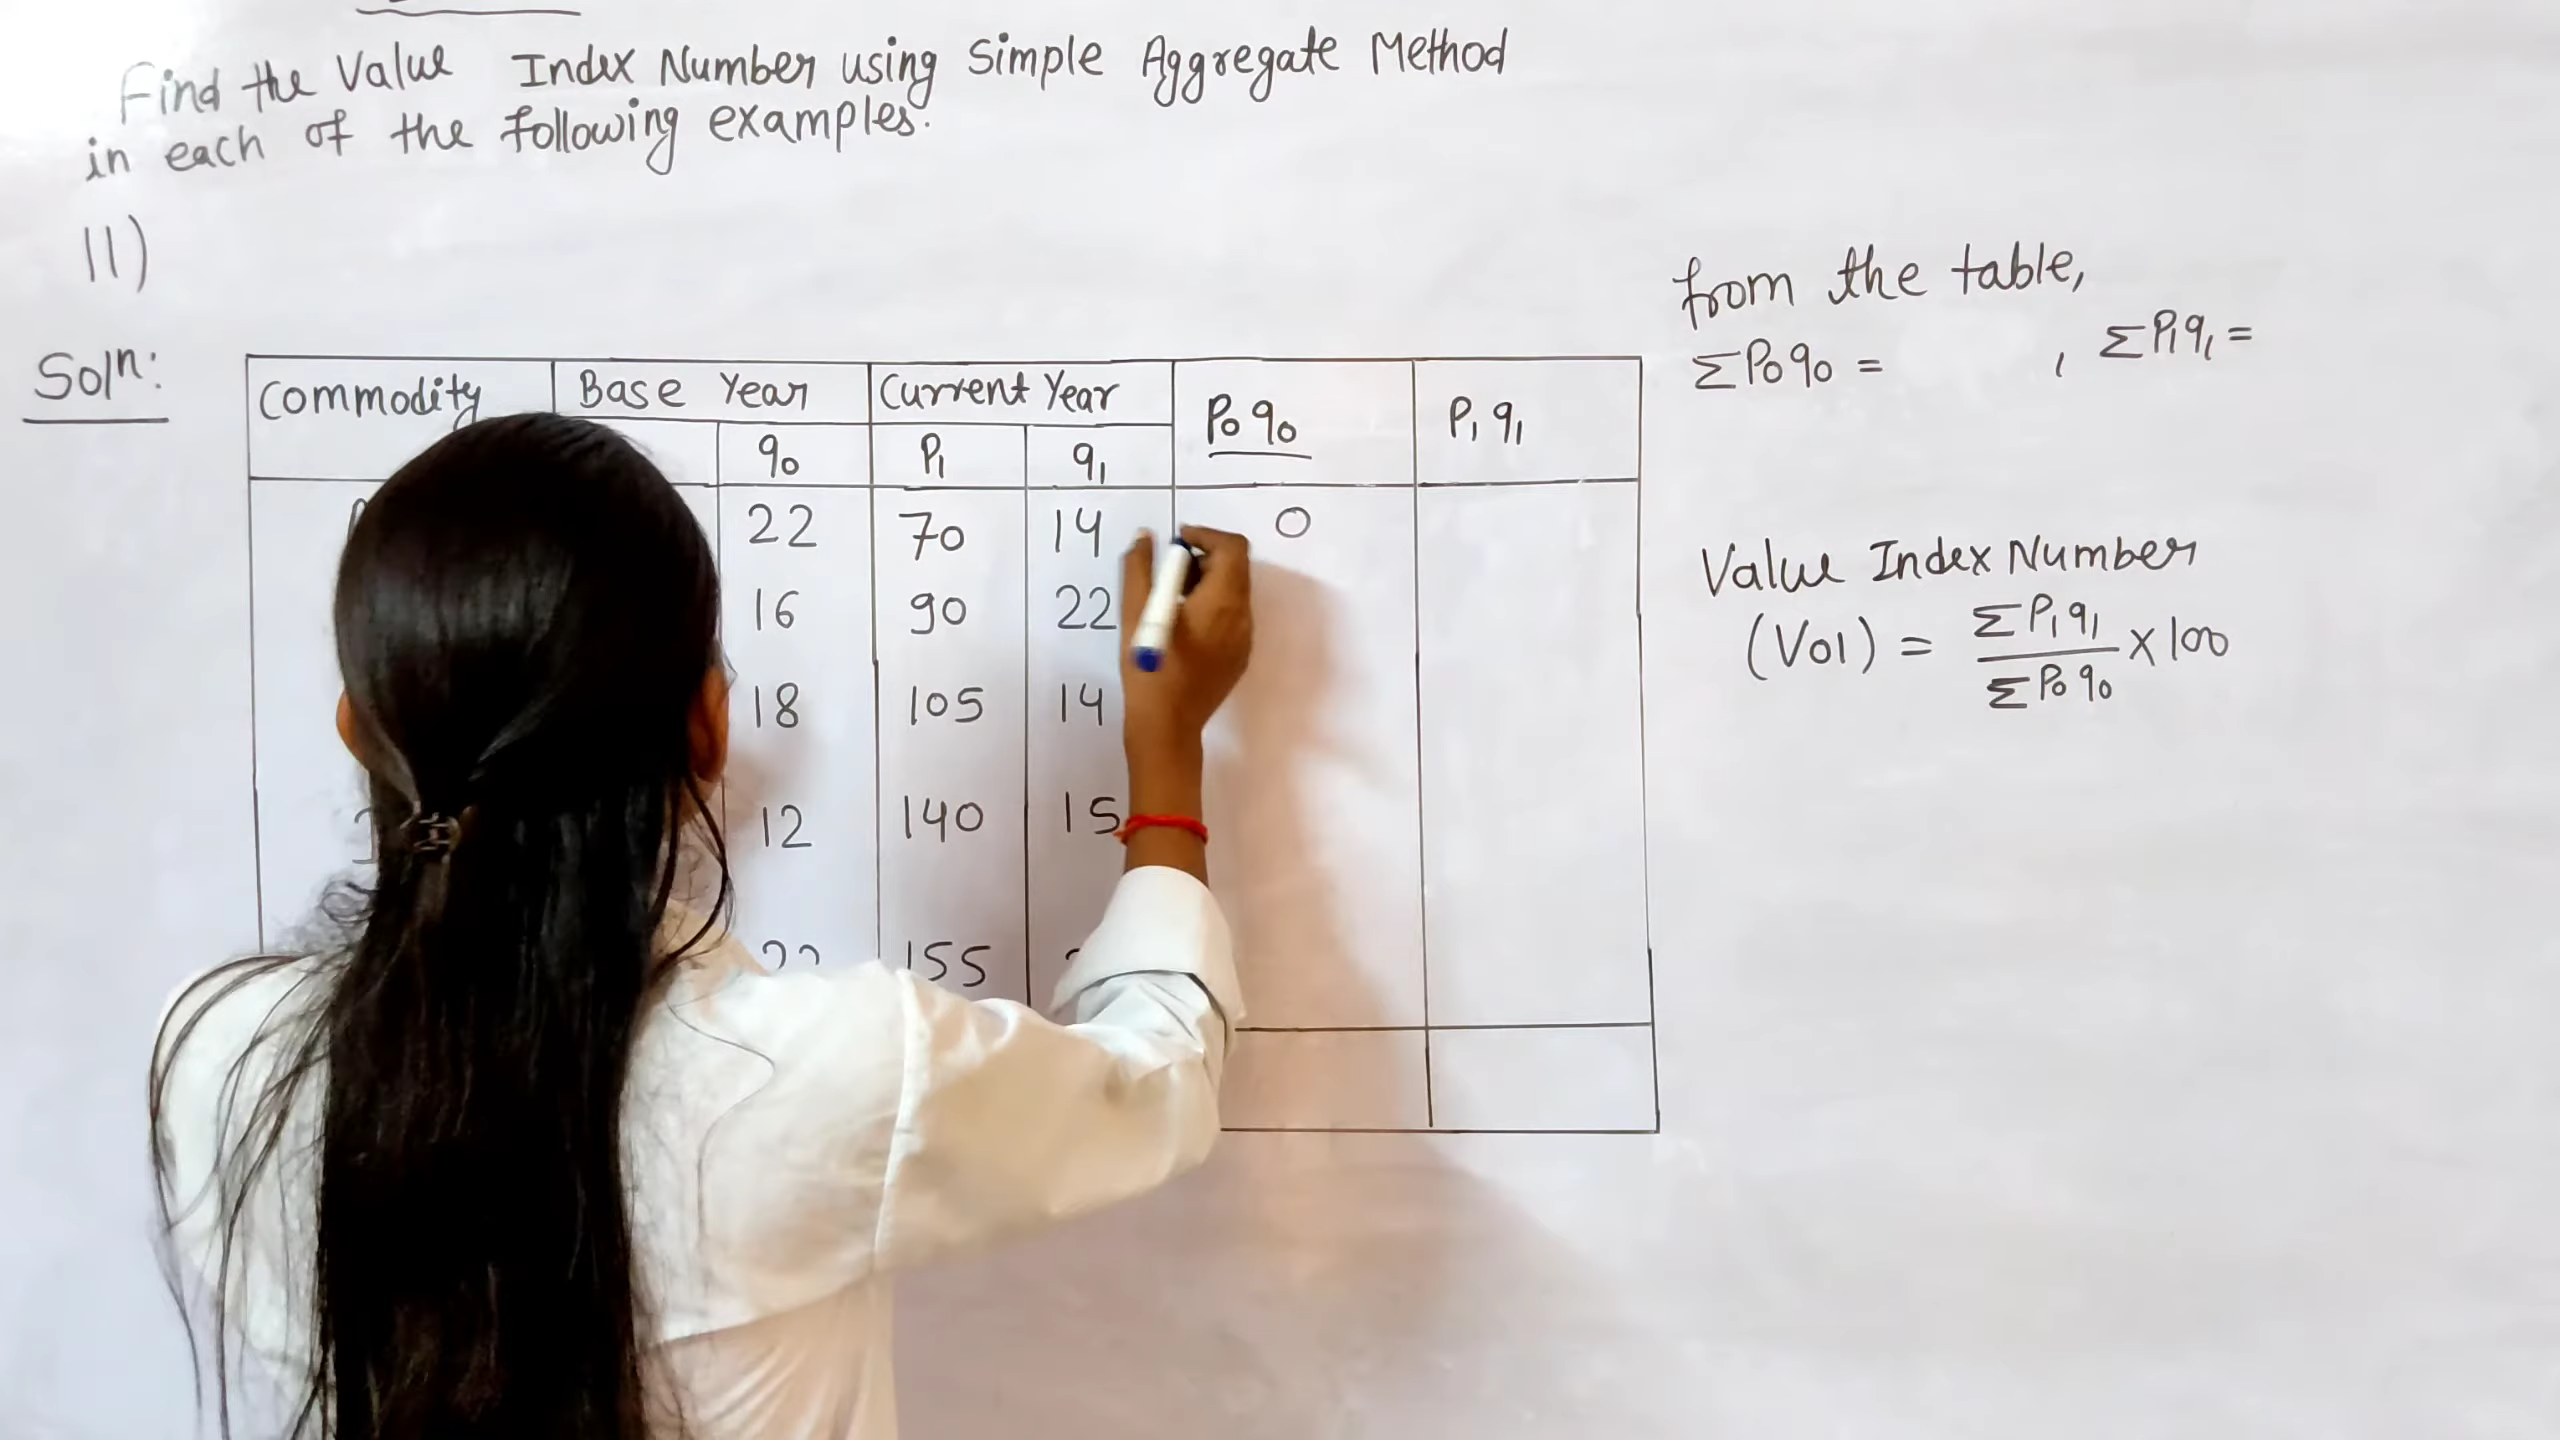 Find the Value Index Number using Simple Aggregate Method
in each of the following examples.
11)
Solⁿ:
Commodity Base Year Current Year P₀q₀ P₁q₁
q₀ P₁ q₁
22 70 14 0
16 90 22
18 105 14
12 140 15
155
from the table,
ΣP₀q₀ = , ΣP₁q₁ =
Value Index Number
(V₀₁) = ΣP₁q₁ / ΣP₀q₀ × 100